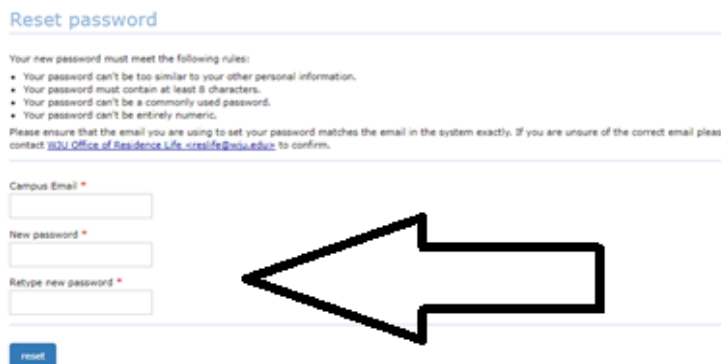 Reset password
Your new password must meet the following rules:
• Your password can't be too similar to your other personal information.
• Your password must contain at least 8 characters.
• Your password can't be a commonly used password.
• Your password can't be entirely numeric.
Please ensure that the email you are using to set your password matches the email in the system exactly. If you are unsure of the correct email pleas
contact WJU Office of Residence Life <reslife@wju.edu> to confirm.
Campus Email *
New password *
Retype new password *
reset